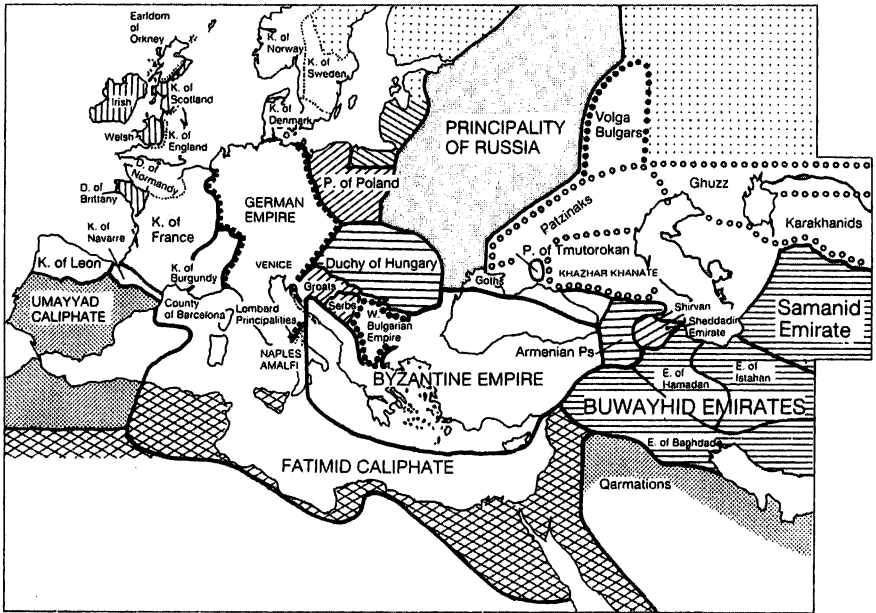 Earldom
of
Orkney
K. of
Norway
K. of
Sweden
K. of
Scotland
Irish
K. of
Denmark
Welsh
K. of
England
D. of
Normandy
D. of
Brittany
K. of
Navarre
K. of
France
K. of Leon
K. of
Burgundy
County
of Barcelona
UMAYYAD
CALIPHATE
GERMAN
EMPIRE
P. of Poland
PRINCIPALITY
OF RUSSIA
Volga
Bulgars
Ghuzz
Karakhanids
Patzinaks
P. of
Tmutorokan
KHAZHAR KHANATE
Goths
Duchy of Hungary
VENICE
Groats
Serbs
W.
Bulgarian
Empire
Lombard
Principalities
NAPLES
AMALFI
BYZANTINE EMPIRE
Armenian Ps
Shirvan
Sheddadin
Emirate
Samanid
Emirate
E. of
Hamadan
E. of
Istahan
BUWAYHID EMIRATES
E. of Baghdad
Qarmations
FATIMID CALIPHATE